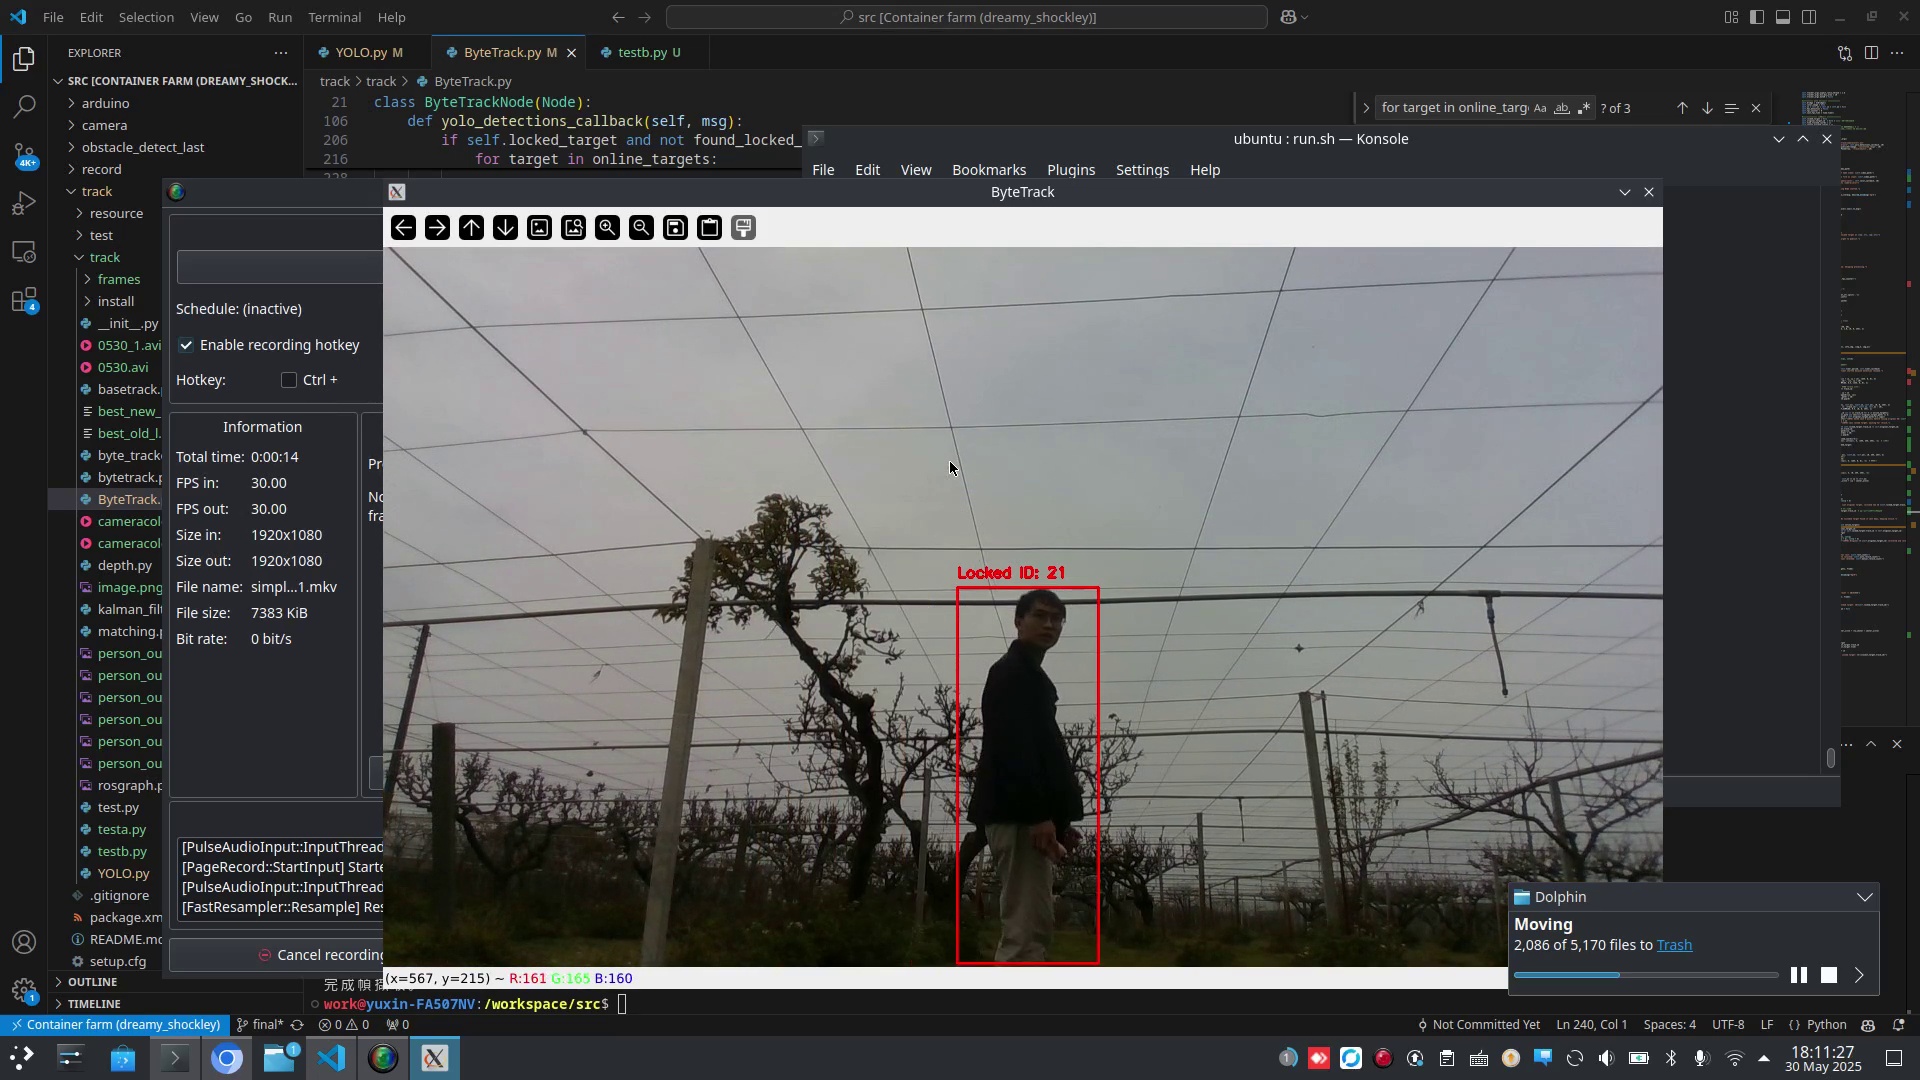 File Edit Selection View Go Run Terminal Help
src [Container farm (dreamy_shockley)]
EXPLORER
YOLO.py M
ByteTrack.py M
testb.py U
SRC [CONTAINER FARM (DREAMY_SHOCK...
track > track > ByteTrack.py
arduino
camera
obstacle_detect_last
record
track
resource
test
track
frames
install
__init__.py
0530_1.avi
0530.avi
basetrack.
best_new_
best_old_l.
byte_track
bytetrack.p
ByteTrack.
cameracol
cameracol
depth.py
image.png
kalman_filt
matching.p
person_ou
person_ou
person_ou
person_ou
person_ou
person_ou
rosgraph.p
test.py
testa.py
testb.py
YOLO.py
.gitignore
package.xm
README.md
setup.cfg
OUTLINE
TIMELINE
4K+
4
1
21 class ByteTrackNode(Node):
106 def yolo_detections_callback(self, msg):
206 if self.locked_target and not found_locked_
216 for target in online_targets:
for target in online_targ
Aa ab .*
? of 3
ubuntu : run.sh — Konsole
File Edit View Bookmarks Plugins Settings Help
ByteTrack
Schedule: (inactive)
Enable recording hotkey
Hotkey: Ctrl +
Information
Total time: 0:00:14
FPS in: 30.00
FPS out: 30.00
Size in: 1920x1080
Size out: 1920x1080
File name: simpl...1.mkv
File size: 7383 KiB
Bit rate: 0 bit/s
Pr
No
fra
[PulseAudioInput::InputThread
[PageRecord::StartInput] Starte
[PulseAudioInput::InputThread
[FastResampler::Resample] Res
Cancel recording
Locked ID: 21
(x=567, y=215) ~ R:161 G:165 B:160
work@yuxin-FA507NV:/workspace/src$
Dolphin
Moving
2,086 of 5,170 files to Trash
Container farm (dreamy_shockley)
final*
0 0
0
Not Committed Yet
Ln 240, Col 1
Spaces: 4
UTF-8
LF
{} Python
1
1
18:11:27
30 May 2025